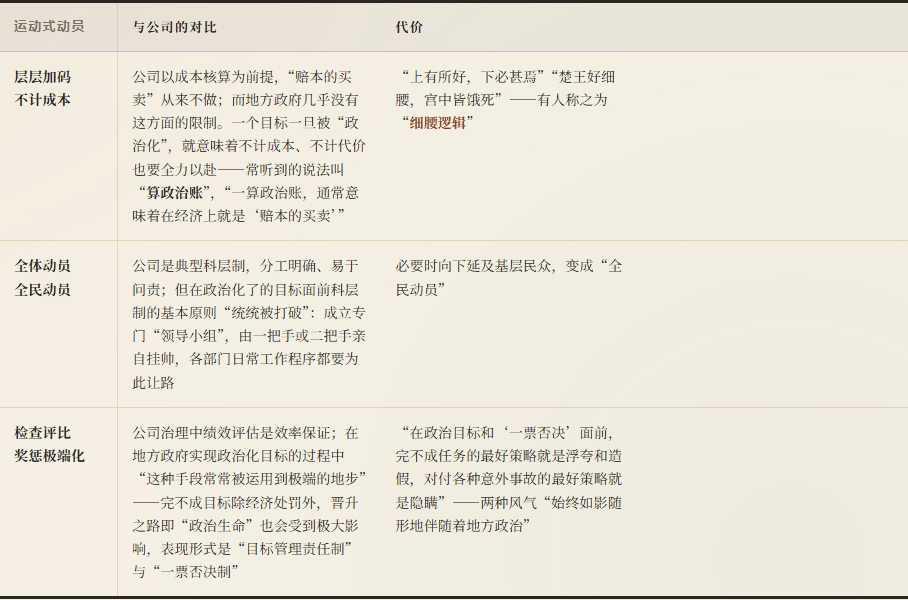 运动式动员
与公司的对比
代价
层层加码
不计成本
公司以成本核算为前提，“赔本的买
卖”从来不做；而地方政府几乎没有
这方面的限制。一个目标一旦被“政
治化”，就意味着不计成本、不计代价
也要全力以赴——常听到的说法叫
“算政治账”，“一算政治账，通常意
味着在经济上就是‘赔本的买卖’”
“上有所好，下必甚焉”“楚王好细
腰，宫中皆饿死”——有人称之为
“细腰逻辑”
全体动员
全民动员
公司是典型科层制，分工明确、易于
问责；但在政治化了的目标面前科层
制的基本原则“统统被打破”：成立专
门“领导小组”，由一把手或二把手亲
自挂帅，各部门日常工作程序都要为
此让路
必要时向下延及基层民众，变成“全
民动员”
检查评比
奖惩极端化
公司治理中绩效评估是效率保证；在
地方政府实现政治化目标的过程中
“这种手段常常被运用到极端的地步”
——完不成目标除经济处罚外，晋升
之路即“政治生命”也会受到极大影
响，表现形式是“目标管理责任制”
与“一票否决制”
“在政治目标和‘一票否决’面前，
完不成任务的最好策略就是浮夸和造
假，对付各种意外事故的最好策略就
是隐瞒”——两种风气“始终如影随
形地伴随着地方政治”